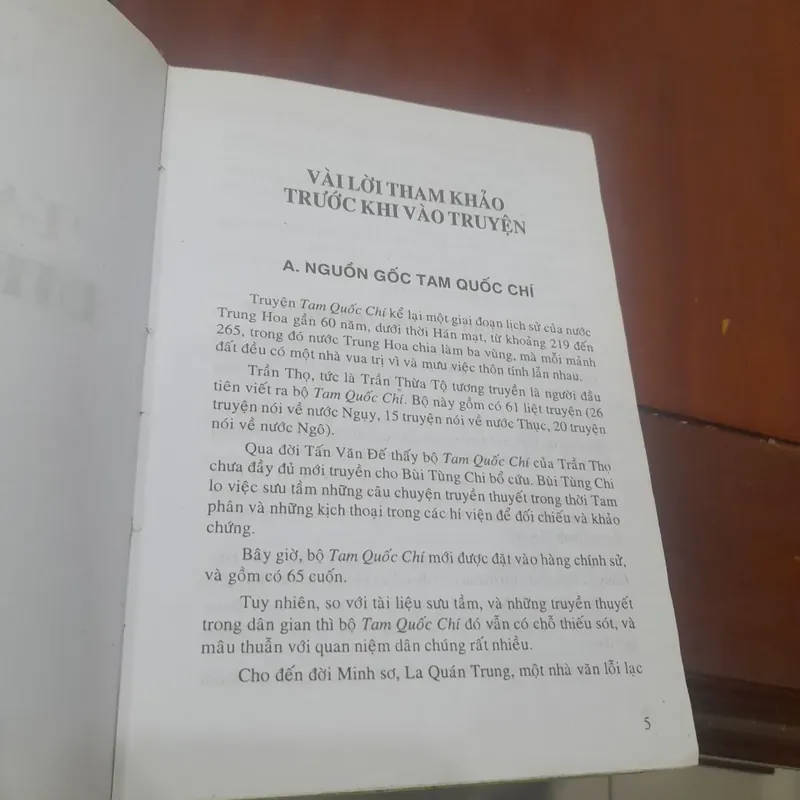 VÀI LỜI THAM KHẢO
TRƯỚC KHI VÀO TRUYỆN
A. NGUỒN GỐC TAM QUỐC CHÍ
Truyện Tam Quốc Chí kể lại một giai đoạn lịch sử của nước
Trung Hoa gần 60 năm, dưới thời Hán mạt, từ khoảng 219 đến
265, trong đó nước Trung Hoa chia làm ba vùng, mà mỗi mảnh
đất đều có một nhà vua trị vì và mưu việc thôn tính lẫn nhau.
Trần Thọ, tức là Trần Thừa Tộ tương truyền là người đầu
tiên viết ra bộ Tam Quốc Chí. Bộ này gồm có 61 liệt truyện (26
truyện nói về nước Ngụy, 15 truyện nói về nước Thục, 20 truyện
nói về nước Ngô).
Qua đời Tấn Văn Đế thấy bộ Tam Quốc Chí của Trần Thọ
chưa đầy đủ mới truyền cho Bùi Tùng Chi bổ cứu. Bùi Tùng Chi
lo việc sưu tầm những câu chuyện truyền thuyết trong thời Tam
phân và những kịch thoại trong các hí viện để đối chiếu và khảo
chứng.
Bây giờ, bộ Tam Quốc Chí mới được đặt vào hàng chính sử,
và gồm có 65 cuốn.
Tuy nhiên, so với tài liệu sưu tầm, và những truyền thuyết
trong dân gian thì bộ Tam Quốc Chí đó vẫn có chỗ thiếu sót, và
mâu thuẫn với quan niệm dân chúng rất nhiều.
Cho đến đời Minh sơ, La Quán Trung, một nhà văn lỗi lạc
5